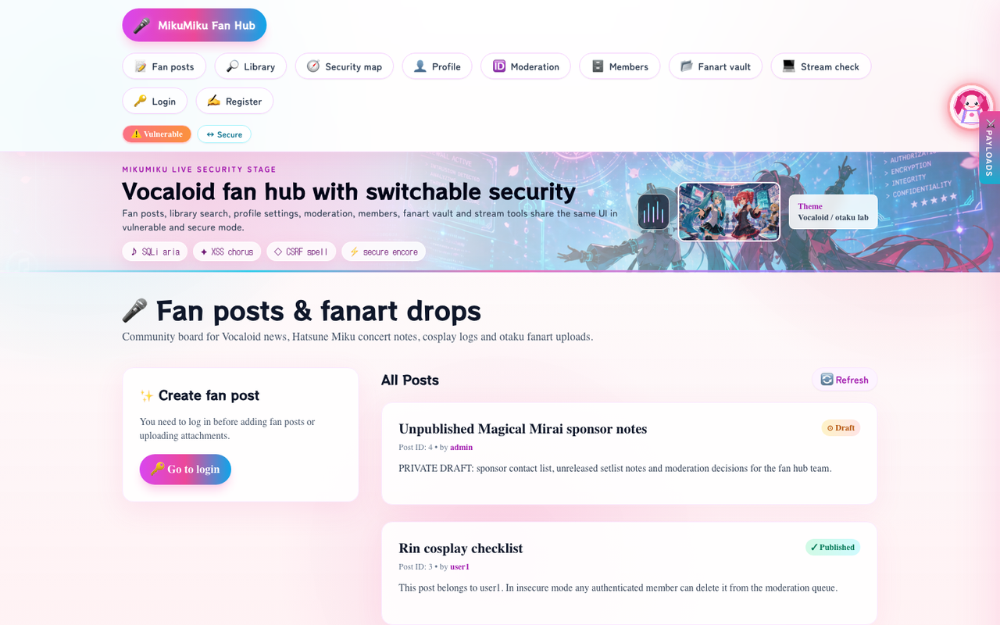 MikuMiku Fan Hub
Fan posts
Library
Security map
Profile
Moderation
Members
Fanart vault
Stream check
Login
Register
Vulnerable
↔ Secure
PAYLOADS
MIKUMIKU LIVE SECURITY STAGE
Vocaloid fan hub with switchable security
Fan posts, library search, profile settings, moderation, members, fanart vault and stream tools share the same UI in
vulnerable and secure mode.
♪ SQLi aria
✦ XSS chorus
◇ CSRF spell
⚡ secure encore
Theme
Vocaloid / otaku lab
> ENCRYPTION
> INTEGRITY
> CONFIDENTIALITY
★★★★★
Fan posts & fanart drops
Community board for Vocaloid news, Hatsune Miku concert notes, cosplay logs and otaku fanart uploads.
✨ Create fan post
You need to log in before adding fan posts or
uploading attachments.
Go to login
All Posts
Refresh
Unpublished Magical Mirai sponsor notes
⊙ Draft
Post ID: 4 • by admin
PRIVATE DRAFT: sponsor contact list, unreleased setlist notes and moderation decisions for the fan hub team.
Rin cosplay checklist
✓ Published
Post ID: 3 • by user1
This post belongs to user1. In insecure mode any authenticated member can delete it from the moderation queue.